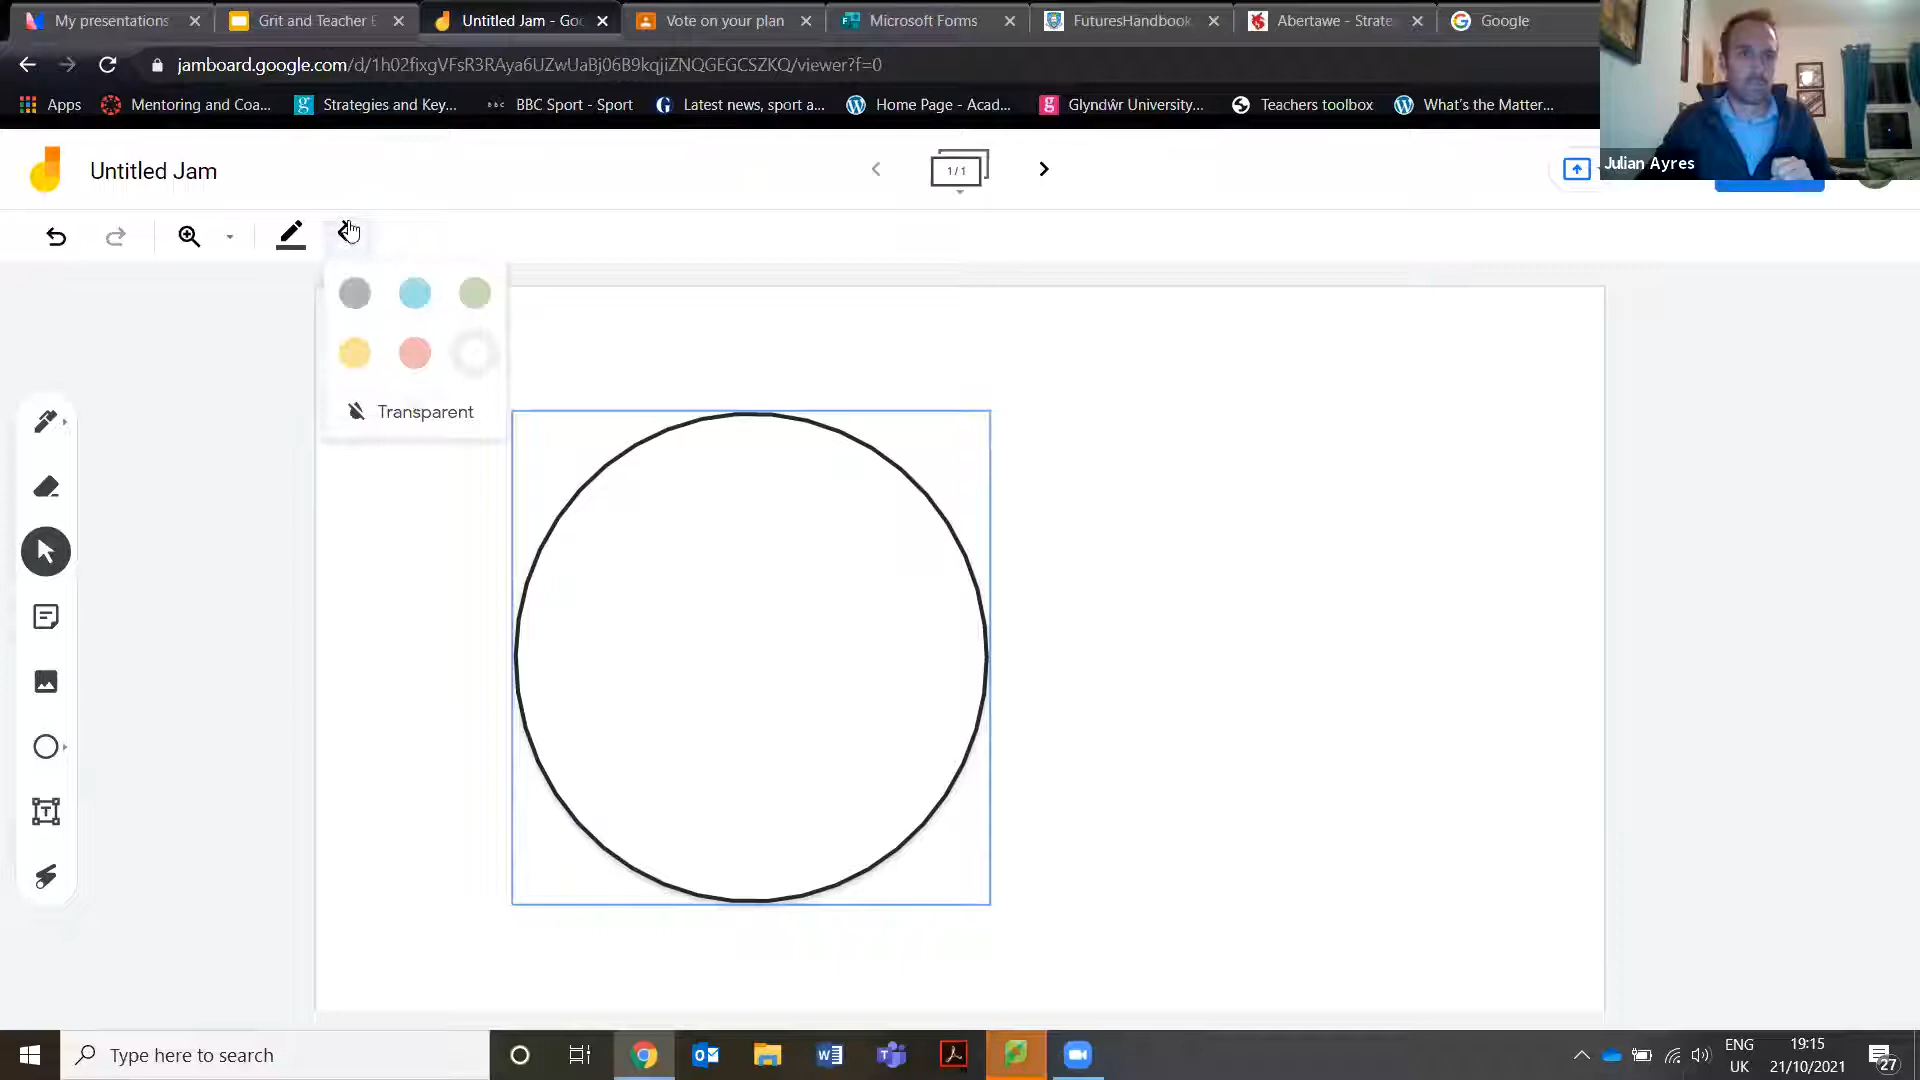 My presentations
Grit and Teacher E
Untitled Jam - Goo
Vote on your plan
Microsoft Forms
FuturesHandbook
Abertawe - Strate
Google
jamboard.google.com/d/1h02fixgVFsR3RAya6UZwUaBj06B9kqjiZNQGEGCSZKQ/viewer?f=0
Apps
Mentoring and Coa...
Strategies and Key...
BBC Sport - Sport
Latest news, sport a...
Home Page - Acad...
Glyndŵr University...
Teachers toolbox
What's the Matter...
Julian Ayres
Untitled Jam
1/1
Transparent
Type here to search
ENG
UK
19:15
21/10/2021
27